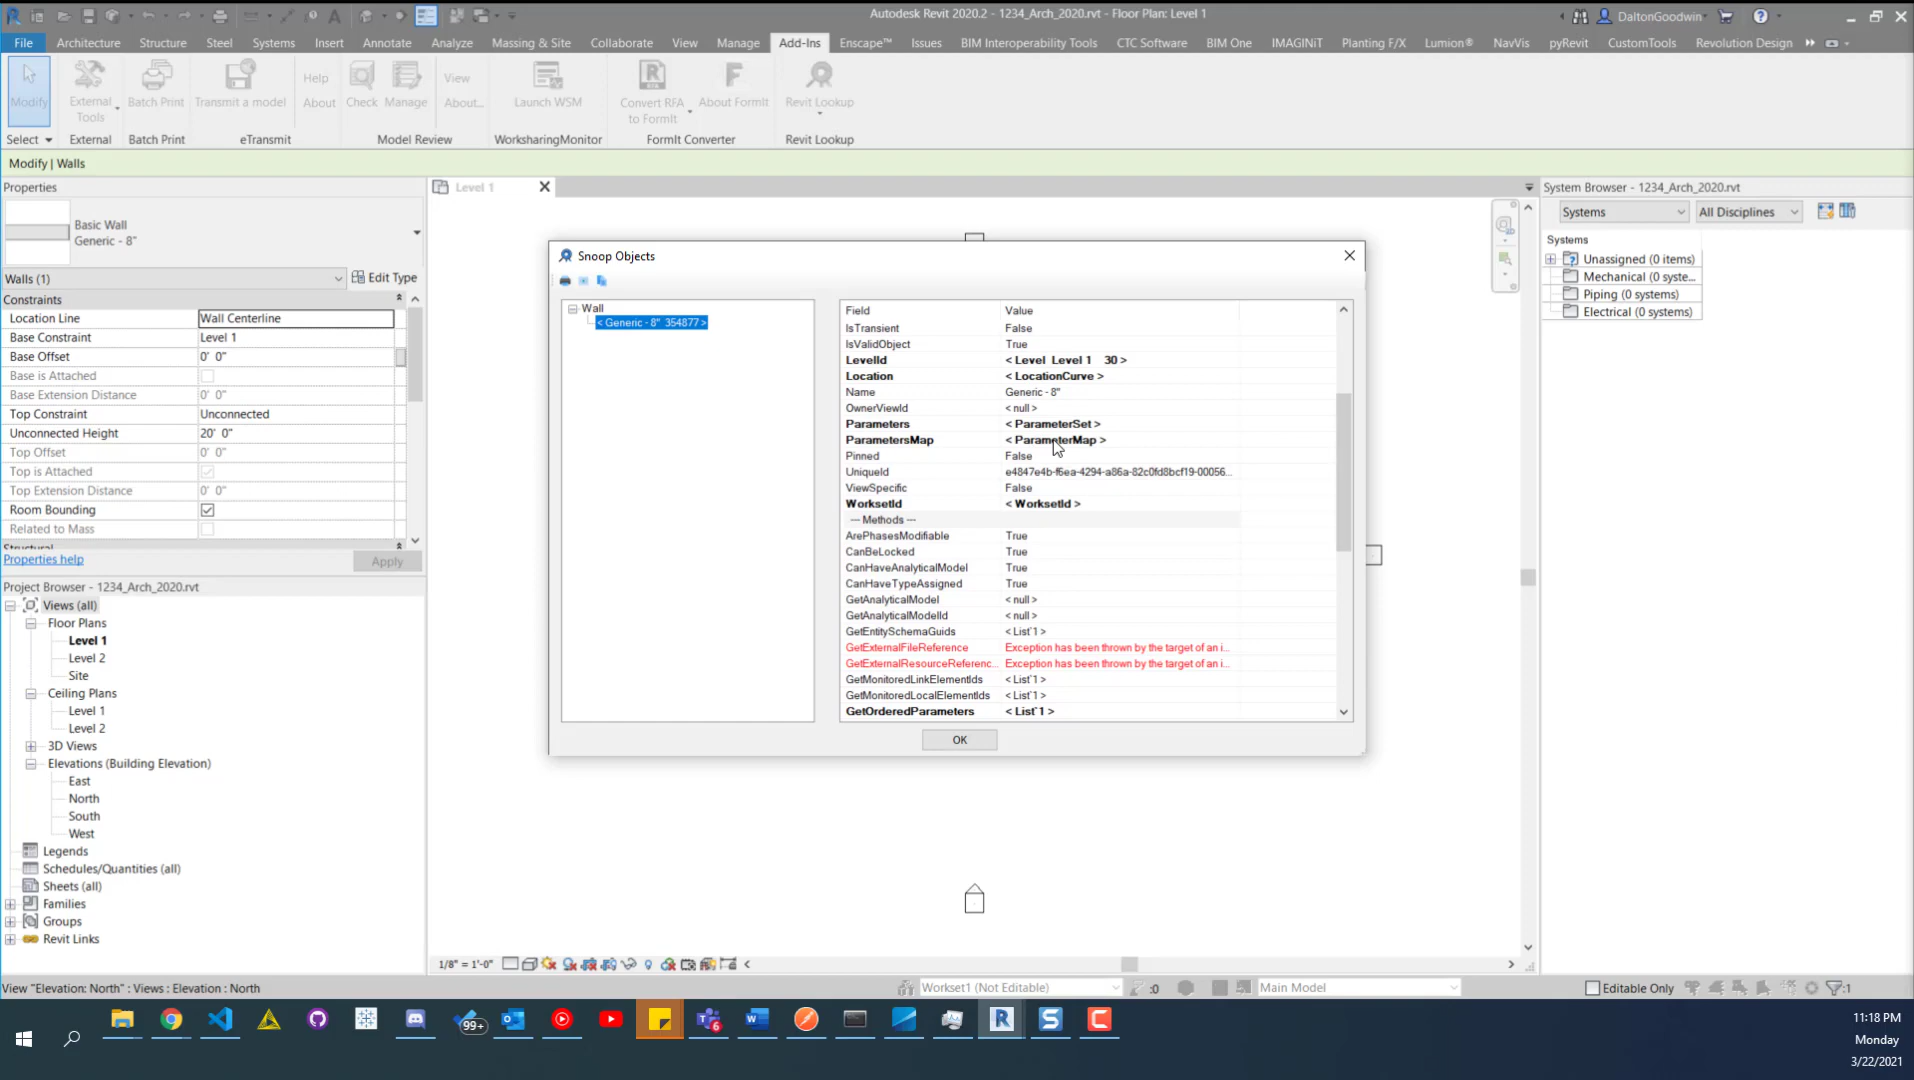 Autodesk Revit 2020.2 - 1234_Arch_2020.rvt - Floor Plan: Level 1
DaltonGoodwin
File Architecture Structure Steel Systems Insert Annotate Analyze Massing & Site Collaborate View Manage Add-Ins Enscape™ Issues BIM Interoperability Tools CTC Software BIM One IMAGINiT Planting F/X Lumion® NavVis pyRevit CustomTools Revolution Design
Modify
External Tools
Batch Print
Transmit a model
Help
About
Check
Manage
View
About...
Launch WSM
Convert RFA to FormIt
About FormIt
Revit Lookup
Select
External
Batch Print
eTransmit
Model Review
WorksharingMonitor
FormIt Converter
Revit Lookup
Modify | Walls
Properties
Basic Wall
Generic - 8"
Walls (1)
Edit Type
Constraints
Location Line Wall Centerline
Base Constraint Level 1
Base Offset 0' 0"
Base is Attached
Base Extension Distance 0' 0"
Top Constraint Unconnected
Unconnected Height 20' 0"
Top Offset 0' 0"
Top is Attached
Top Extension Distance 0' 0"
Room Bounding
Related to Mass
Structural
Properties help
Apply
Project Browser - 1234_Arch_2020.rvt
Views (all)
Floor Plans
Level 1
Level 2
Site
Ceiling Plans
Level 1
Level 2
3D Views
Elevations (Building Elevation)
East
North
South
West
Legends
Schedules/Quantities (all)
Sheets (all)
Families
Groups
Revit Links
Level 1
Snoop Objects
Wall
< Generic - 8" 354877 >
Field Value
IsTransient False
IsValidObject True
LevelId < Level Level 1 30 >
Location < LocationCurve >
Name Generic - 8"
OwnerViewId < null >
Parameters < ParameterSet >
ParametersMap < ParameterMap >
Pinned False
UniqueId e4847e4b-f6ea-4294-a86a-82c0fd8bcf19-00056...
ViewSpecific False
WorksetId < WorksetId >
--- Methods ---
ArePhasesModifiable True
CanBeLocked True
CanHaveAnalyticalModel True
CanHaveTypeAssigned True
GetAnalyticalModel < null >
GetAnalyticalModelId < null >
GetEntitySchemaGuids < List`1 >
GetExternalFileReference Exception has been thrown by the target of an i...
GetExternalResourceReferenc... Exception has been thrown by the target of an i...
GetMonitoredLinkElementIds < List`1 >
GetMonitoredLocalElementIds < List`1 >
GetOrderedParameters < List`1 >
OK
System Browser - 1234_Arch_2020.rvt
Systems
All Disciplines
Systems
Unassigned (0 items)
Mechanical (0 syste...
Piping (0 systems)
Electrical (0 systems)
1/8" = 1'-0"
View "Elevation: North" : Views : Elevation : North
Workset1 (Not Editable)
:0
Main Model
Editable Only
:1
99+
6
11:18 PM
Monday
3/22/2021